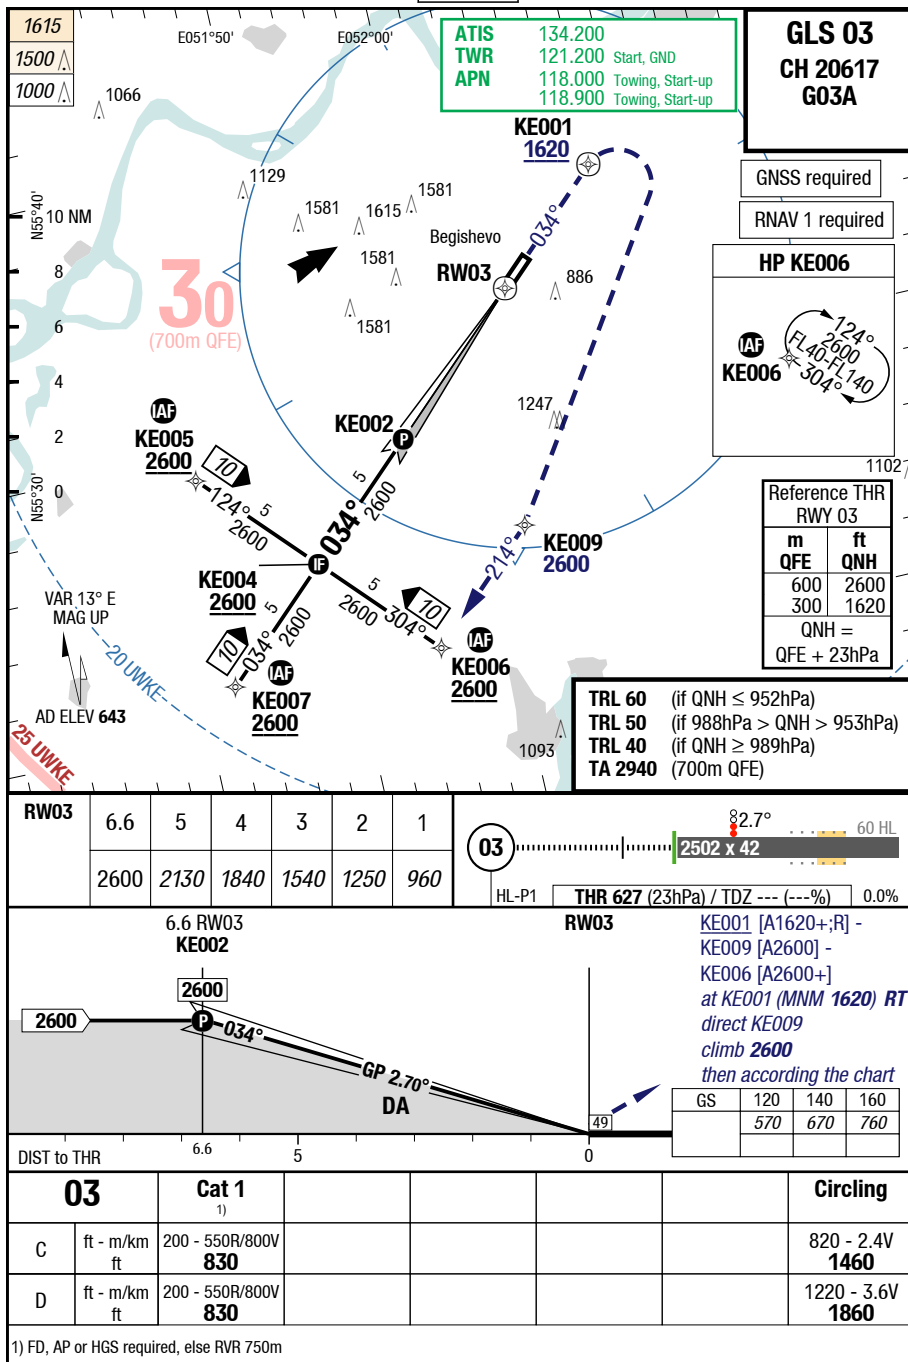 1615
1500
1000
E051°50'
E052°00'
ATIS 134.200
TWR 121.200 Start, GND
APN 118.000 Towing, Start-up
118.900 Towing, Start-up
GLS 03
CH 20617
G03A
1066
KE001
1620
GNSS required
RNAV 1 required
1129
1581
1581
1615
N55°40'
10 NM
Begishevo
034°
RW03
1581
886
30
(700m QFE)
1581
8
6
4
2
0
HP KE006
IAF
KE006
124°
2600
FL40-FL140
304°
IAF
KE005
2600
KE002
P
1247
1102
10
124°
5
2600
5
034°
2600
N55°30'
Reference THR
RWY 03
m ft
QFE QNH
600 2600
300 1620
QNH =
QFE + 23hPa
KE009
2600
214°
IF
KE004
2600
5
2600
304°
10
VAR 13° E
MAG UP
5
034°
2600
10
IAF
KE006
2600
IAF
KE007
2600
20 UWKE
AD ELEV 643
25 UWKE
1093
TRL 60 (if QNH ≤ 952hPa)
TRL 50 (if 988hPa > QNH > 953hPa)
TRL 40 (if QNH ≥ 989hPa)
TA 2940 (700m QFE)
RW03 6.6 5 4 3 2 1
2600 2130 1840 1540 1250 960
03
2.7°
60 HL
2502 x 42
HL-P1
THR 627 (23hPa) / TDZ --- (---%)
0.0%
6.6 RW03
KE002
RW03
2600
2600
P
034°
GP 2.70°
DA
49
KE001 [A1620+;R] -
KE009 [A2600] -
KE006 [A2600+]
at KE001 (MNM 1620) RT
direct KE009
climb 2600
then according the chart
GS 120 140 160
570 670 760
DIST to THR
6.6
5
0
03 Cat 1 Circling
1)
C ft - m/km 200 - 550R/800V 820 - 2.4V
ft 830 1460
D ft - m/km 200 - 550R/800V 1220 - 3.6V
ft 830 1860
1) FD, AP or HGS required, else RVR 750m